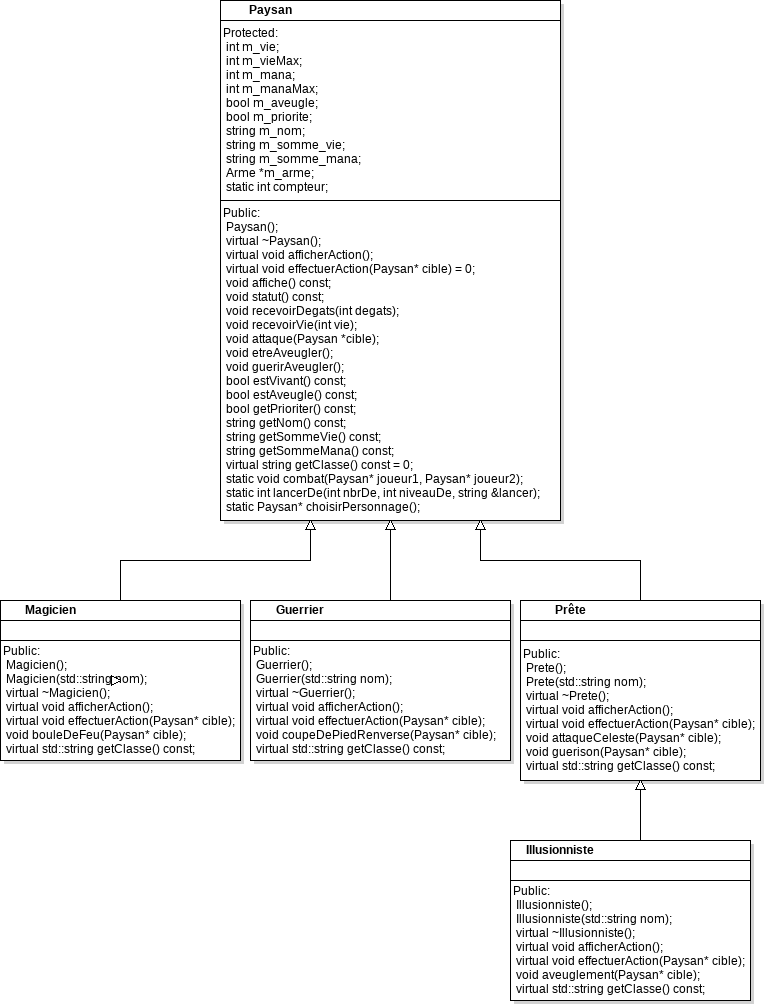 Paysan
Protected:
int m_vie;
int m_vieMax;
int m_mana;
int m_manaMax;
bool m_aveugle;
bool m_priorite;
string m_nom;
string m_somme_vie;
string m_somme_mana;
Arme *m_arme;
static int compteur;
Public:
Paysan();
virtual ~Paysan();
virtual void afficherAction();
virtual void effectuerAction(Paysan* cible) = 0;
void affiche() const;
void statut() const;
void recevoirDegats(int degats);
void recevoirVie(int vie);
void attaque(Paysan *cible);
void etreAveugler();
void guerirAveugler();
bool estVivant() const;
bool estAveugle() const;
bool getPrioriter() const;
string getNom() const;
string getSommeVie() const;
string getSommeMana() const;
virtual string getClasse() const = 0;
static void combat(Paysan* joueur1, Paysan* joueur2);
static int lancerDe(int nbrDe, int niveauDe, string &lancer);
static Paysan* choisirPersonnage();
Magicien
Public:
Magicien();
Magicien(std::string nom);
virtual ~Magicien();
virtual void afficherAction();
virtual void effectuerAction(Paysan* cible);
void bouleDeFeu(Paysan* cible);
virtual std::string getClasse() const;
Guerrier
Public:
Guerrier();
Guerrier(std::string nom);
virtual ~Guerrier();
virtual void afficherAction();
virtual void effectuerAction(Paysan* cible);
void coupeDePiedRenverse(Paysan* cible);
virtual std::string getClasse() const;
Prête
Public:
Prete();
Prete(std::string nom);
virtual ~Prete();
virtual void afficherAction();
virtual void effectuerAction(Paysan* cible);
void attaqueCeleste(Paysan* cible);
void guerison(Paysan* cible);
virtual std::string getClasse() const;
Illusionniste
Public:
Illusionniste();
Illusionniste(std::string nom);
virtual ~Illusionniste();
virtual void afficherAction();
virtual void effectuerAction(Paysan* cible);
void aveuglement(Paysan* cible);
virtual std::string getClasse() const;